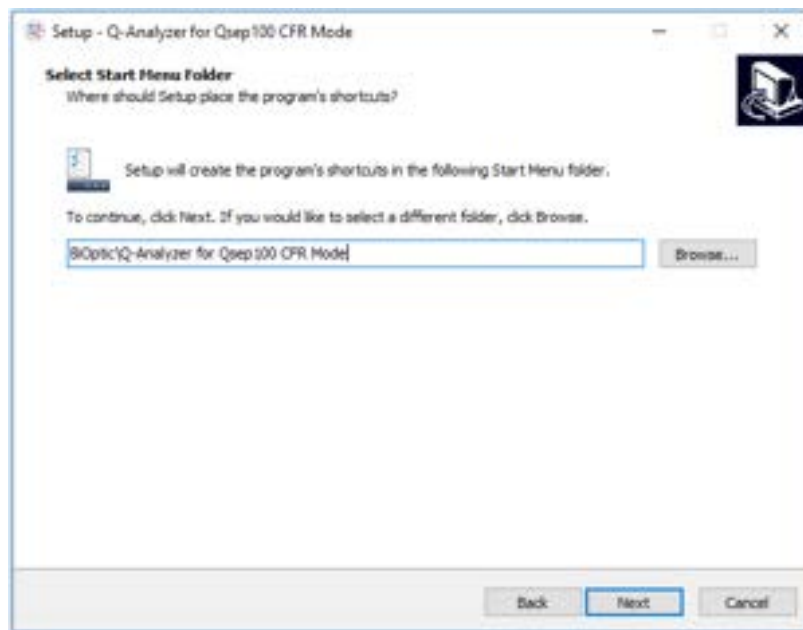 Setup - Q-Analyzer for Qsep100 CFR Mode
Select Start Menu Folder
Where should Setup place the program's shortcuts?
Setup will create the program's shortcuts in the following Start Menu folder.
To continue, click Next. If you would like to select a different folder, click Browse.
BiOptic\Q-Analyzer for Qsep100 CFR Mode
Browse...
Back
Next
Cancel